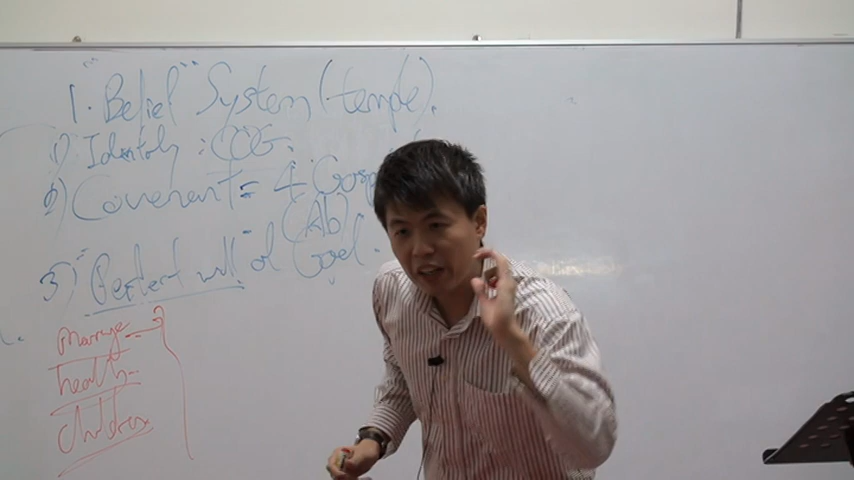 1. "Belief" System (temple).
1) Identity : COG.
2) Covenant = 4 Gosp
(Ab)
3) "Perfect will" of God.
Marriage
health
children